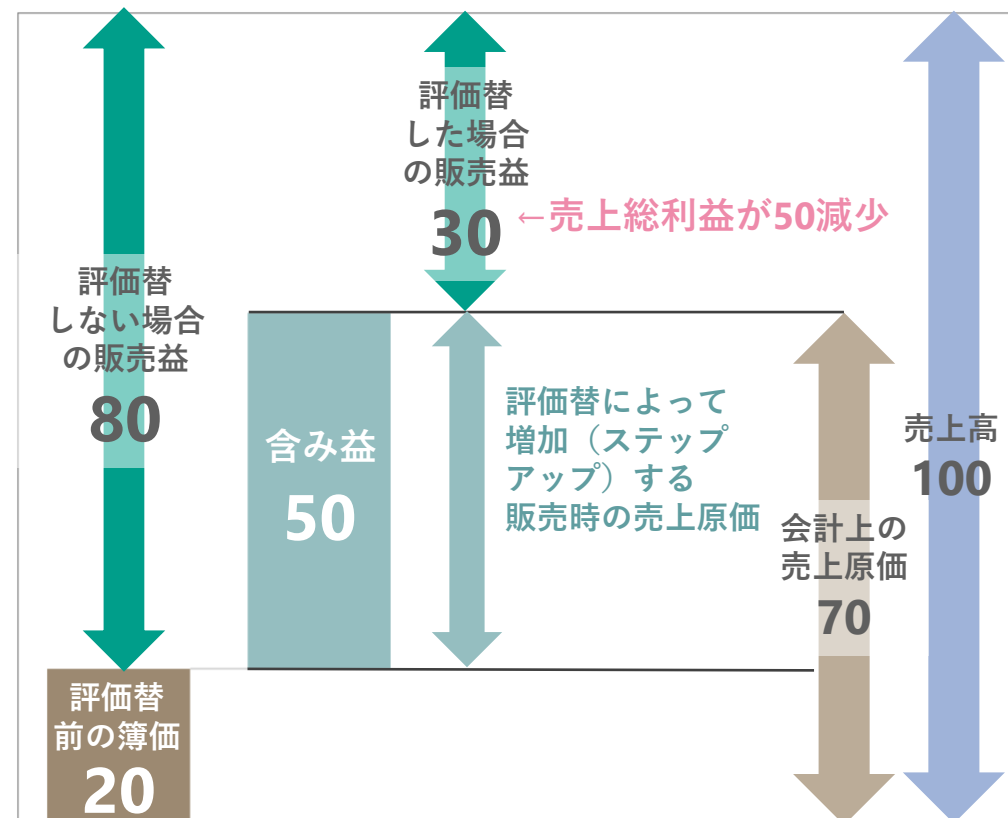 評価替
した場合
の販売益
30
←売上総利益が50減少
評価替
しない場合
の販売益
80
含み益
50
評価替によって
増加（ステップ
アップ）する
販売時の売上原価
売上高
100
会計上の
売上原価
70
評価替
前の簿価
20